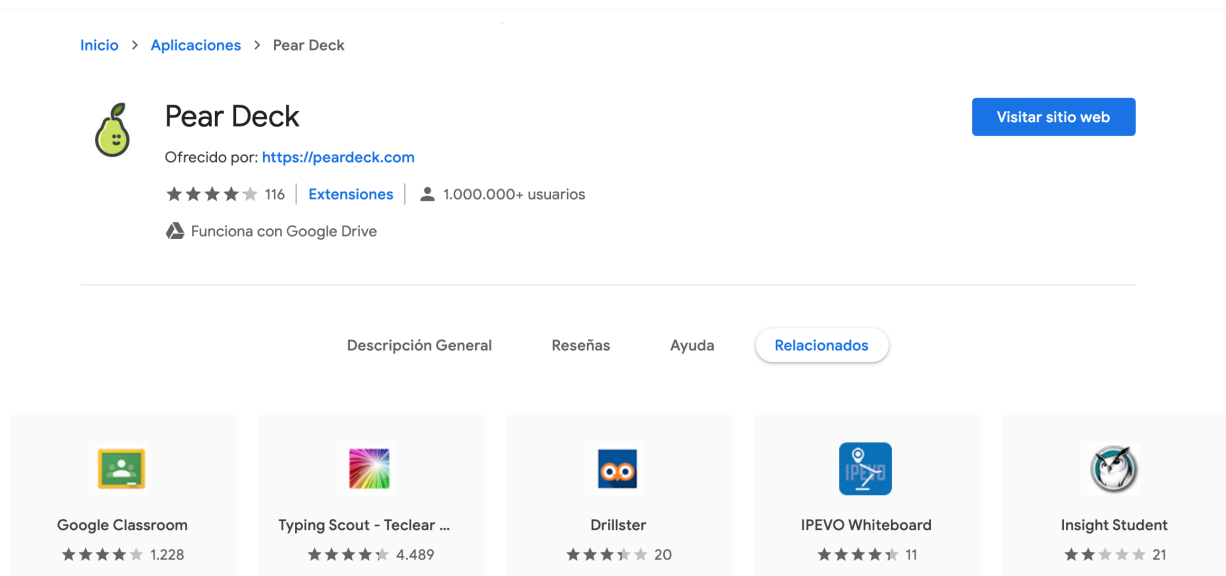 Inicio > Aplicaciones > Pear Deck
Pear Deck
Visitar sitio web
Ofrecido por: https://peardeck.com
116 Extensiones 1.000.000+ usuarios
Funciona con Google Drive
Descripción General Reseñas Ayuda Relacionados
IPEVO
Google Classroom Typing Scout - Teclear ... Drillster IPEVO Whiteboard Insight Student
1.228 4.489 20 11 21